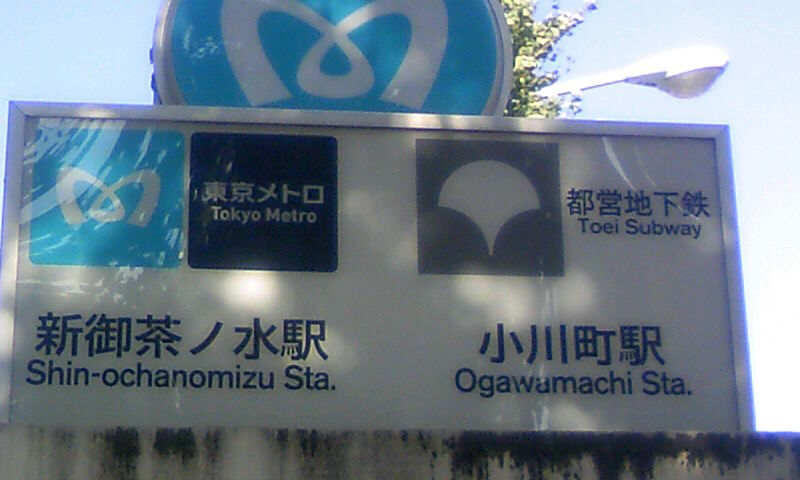 東京メトロ
Tokyo Metro
都営地下鉄
Toei Subway
新御茶ノ水駅
Shin-ochanomizu Sta.
小川町駅
Ogawamachi Sta.